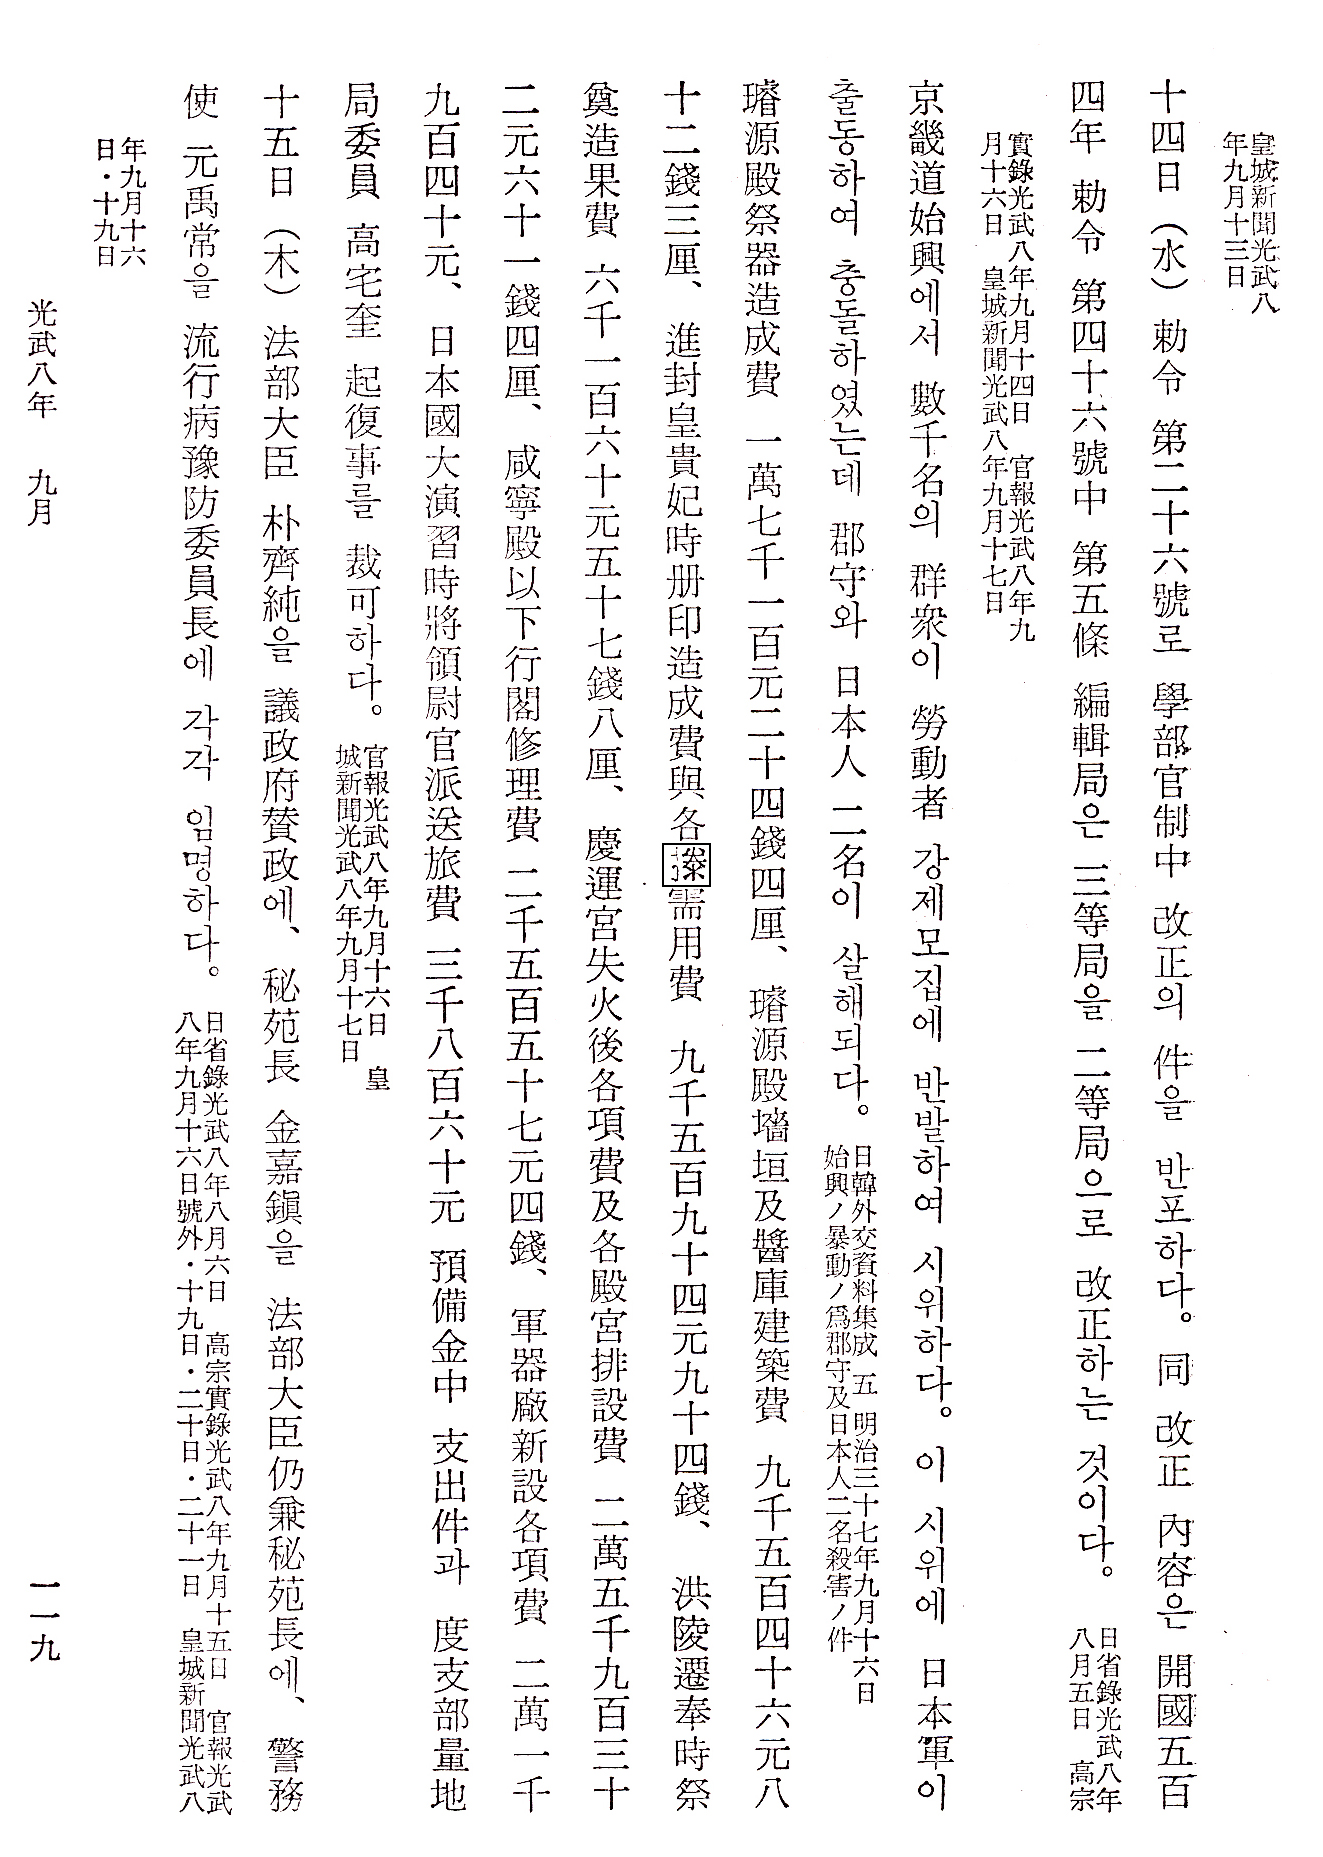 皇城新聞光武八
年九月十三日
十四日（水）勅令 第二十六號로 學部官制中 改正의 件을 반포하다。同 改正 內容은 開國五百
四年 勅令 第四十六號中 第五條 編輯局은 三等局을 二等局으로 改正하는 것이다。 日省錄光武八年
八月五日 高宗
實錄光武八年九月十四日 官報光武八年九
月十六日 皇城新聞光武八年九月十七日
京畿道始興에서 數千名의 群衆이 勞動者 강제모집에 반발하여 시위하다。이 시위에 日本軍이
출동하여 충돌하였는데 郡守와 日本人 二名이 살해되다。 日韓外交資料集成 五 明治三十七年九月十六日
始興ノ暴動ノ爲郡守及日本人二名殺害ノ件
璿源殿祭器造成費 一萬七千一百元二十四錢四厘、璿源殿墻垣及醬庫建築費 九千五百四十六元八
十二錢三厘、進封皇貴妃時册印造成費與各 需用費 九千五百九十四元九十四錢、洪陵遷奉時祭
奠造果費 六千一百六十元五十七錢八厘、慶運宮失火後各項費及各殿宮排設費 二萬五千九百三十
二元六十一錢四厘、咸寧殿以下行閣修理費 二千五百五十七元四錢、軍器廠新設各項費 二萬一千
九百四十元、日本國大演習時將領尉官派送旅費 三千八百六十元 預備金中 支出件과 度支部量地
局委員 高宅奎 起復事를 裁可하다。 官報光武八年九月十六日 皇
城新聞光武八年九月十七日
十五日（木）法部大臣 朴齊純을 議政府贊政에、秘苑長 金嘉鎭을 法部大臣仍兼秘苑長에、警務
使 元禹常을 流行病豫防委員長에 각각 임명하다。 日省錄光武八年八月六日 高宗實錄光武八年九月十五日 官報光武
八年九月十六日號外·十九日·二十日·二十一日 皇城新聞光武八
年九月十六
日·十九日
光武八年 九月
一一九